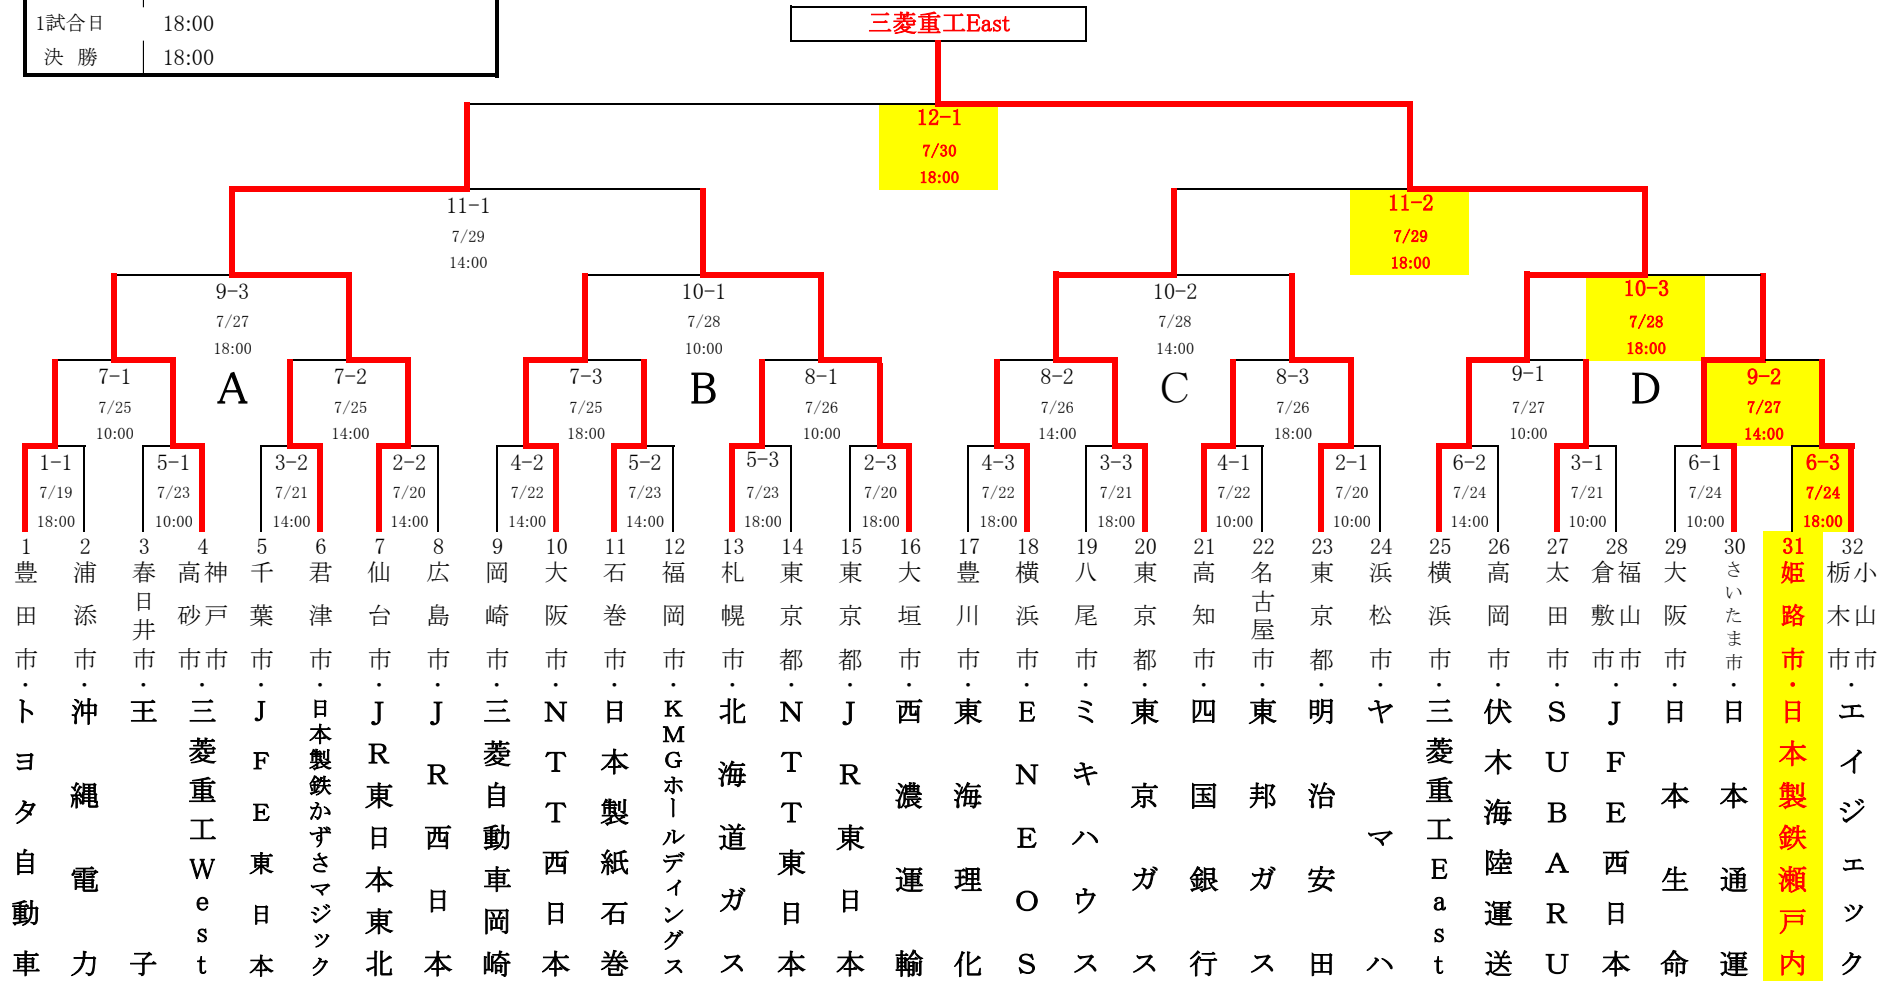 1試合日 18:00
決 勝 18:00
三菱重工East
12-1
7/30
18:00
11-1
7/29
14:00
11-2
7/29
18:00
9-3
7/27
18:00
10-1
7/28
10:00
10-2
7/28
14:00
10-3
7/28
18:00
A
B
C
D
7-1
7/25
10:00
7-2
7/25
14:00
7-3
7/25
18:00
8-1
7/26
10:00
8-2
7/26
14:00
8-3
7/26
18:00
9-1
7/27
10:00
9-2
7/27
14:00
1-1
7/19
18:00
5-1
7/23
10:00
3-2
7/21
14:00
2-2
7/20
14:00
4-2
7/22
14:00
5-2
7/23
14:00
5-3
7/23
18:00
2-3
7/20
18:00
4-3
7/22
18:00
3-3
7/21
18:00
4-1
7/22
10:00
2-1
7/20
10:00
6-2
7/24
14:00
3-1
7/21
10:00
6-1
7/24
10:00
6-3
7/24
18:00
1 豊田市・トヨタ自動車
2 浦添市・沖縄電力
3 春日井市・王子
4 神戸市高砂市・三菱重工West
5 千葉市・JFE東日本
6 君津市・日本製鉄かずさマジック
7 仙台市・JR東日本東北
8 広島市・JR西日本
9 岡崎市・三菱自動車岡崎
10 大阪市・NTT西日本
11 石巻市・日本製紙石巻
12 福岡市・KMGホールディングス
13 札幌市・北海道ガス
14 東京都・NTT東日本
15 東京都・JR東日本
16 大垣市・西濃運輸
17 豊川市・東海理化
18 横浜市・ENEOS
19 八尾市・ミキハウス
20 東京都・東京ガス
21 高知市・四国銀行
22 名古屋市・東邦ガス
23 東京都・明治安田
24 浜松市・ヤマハ
25 横浜市・三菱重工East
26 高岡市・伏木海陸運送
27 太田市・SUBARU
28 福山市倉敷市・JFE西日本
29 大阪市・日本生命
30 さいたま市・日本通運
31 姫路市・日本製鉄瀬戸内
32 小山市栃木市・エイジェック